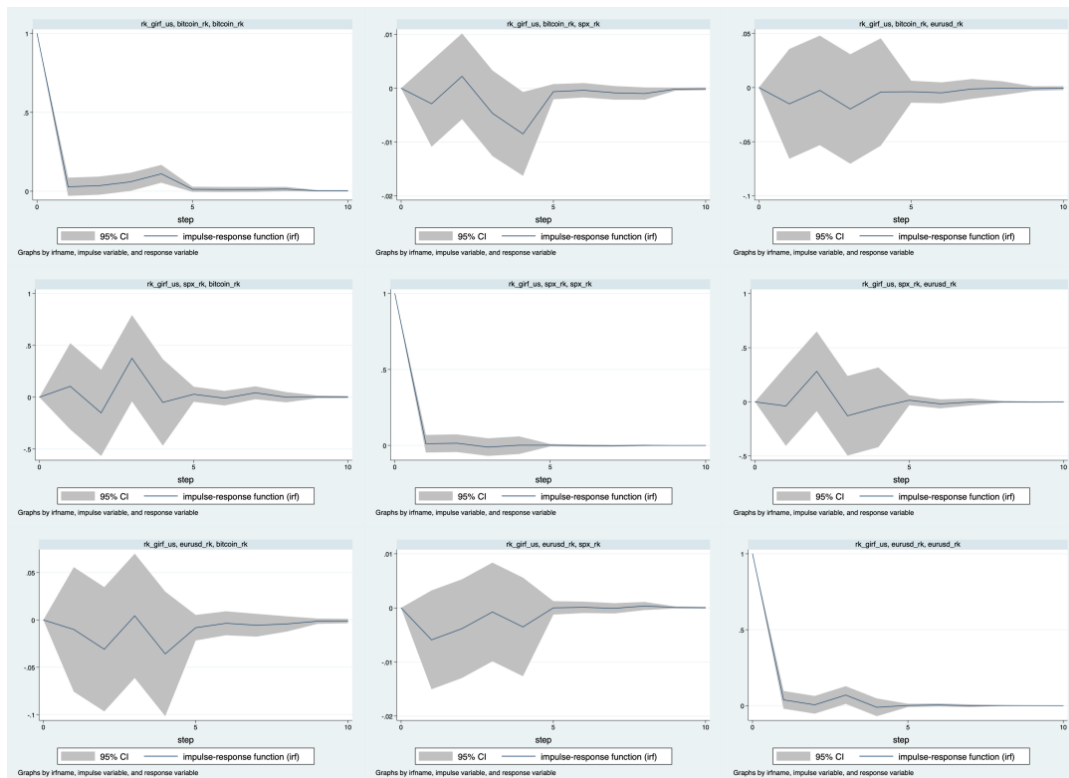 rk_girf_us, bitcoin_rk, bitcoin_rk
1
.5
0
0
5
10
step
95% CI
impulse-response function (irf)
Graphs by irfname, impulse variable, and response variable
rk_girf_us, bitcoin_rk, spx_rk
.01
0
-.01
-.02
0
5
10
step
95% CI
impulse-response function (irf)
Graphs by irfname, impulse variable, and response variable
rk_girf_us, bitcoin_rk, eurusd_rk
.05
0
-.05
-.1
0
5
10
step
95% CI
impulse-response function (irf)
Graphs by irfname, impulse variable, and response variable
rk_girf_us, spx_rk, bitcoin_rk
1
.5
0
-.5
0
5
10
step
95% CI
impulse-response function (irf)
Graphs by irfname, impulse variable, and response variable
rk_girf_us, spx_rk, spx_rk
1
.5
0
0
5
10
step
95% CI
impulse-response function (irf)
Graphs by irfname, impulse variable, and response variable
rk_girf_us, spx_rk, eurusd_rk
1
.5
0
-.5
0
5
10
step
95% CI
impulse-response function (irf)
Graphs by irfname, impulse variable, and response variable
rk_girf_us, eurusd_rk, bitcoin_rk
.05
0
-.05
-.1
0
5
10
step
95% CI
impulse-response function (irf)
Graphs by irfname, impulse variable, and response variable
rk_girf_us, eurusd_rk, spx_rk
.01
0
-.01
-.02
0
5
10
step
95% CI
impulse-response function (irf)
Graphs by irfname, impulse variable, and response variable
rk_girf_us, eurusd_rk, eurusd_rk
1
.5
0
0
5
10
step
95% CI
impulse-response function (irf)
Graphs by irfname, impulse variable, and response variable